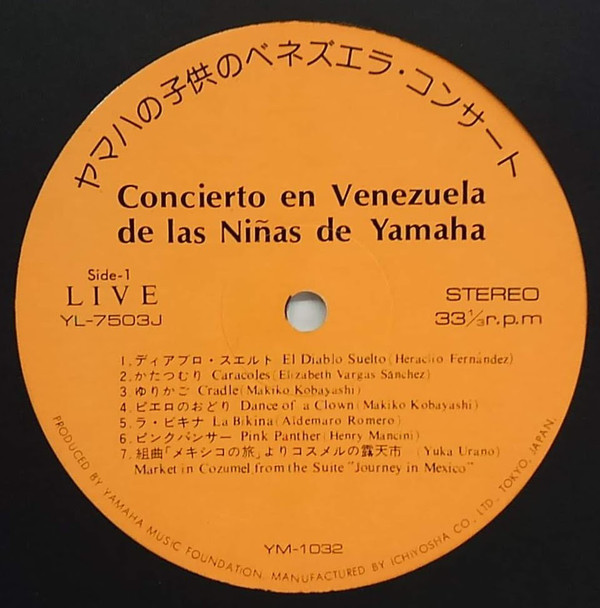 ヤマハの子供のベネズエラ・コンサート
Concierto en Venezuela
de las Niñas de Yamaha
Side-1
LIVE
YL-7503J
STEREO
33⅓r.p.m
1. ディアブロ・スエルト El Diablo Suelto (Heraclio Fernández)
2. かたつむり Caracoles (Elizabeth Vargas Sánchez)
3. ゆりかご Cradle (Makiko Kobayashi)
4. ピエロのおどり Dance of a Clown (Makiko Kobayashi)
5. ラ・ビキナ La Bikina (Aldemaro Romero)
6. ピンクパンサー Pink Panther (Henry Mancini)
7. 組曲「メキシコの旅」よりコスメルの露天市 (Yuka Urano)
Market in Cozumel from the Suite "Journey in Mexico"
YM-1032
PRODUCED BY YAMAHA MUSIC FOUNDATION, MANUFACTURED BY ICHIYOSHA CO., LTD., TOKYO, JAPAN.